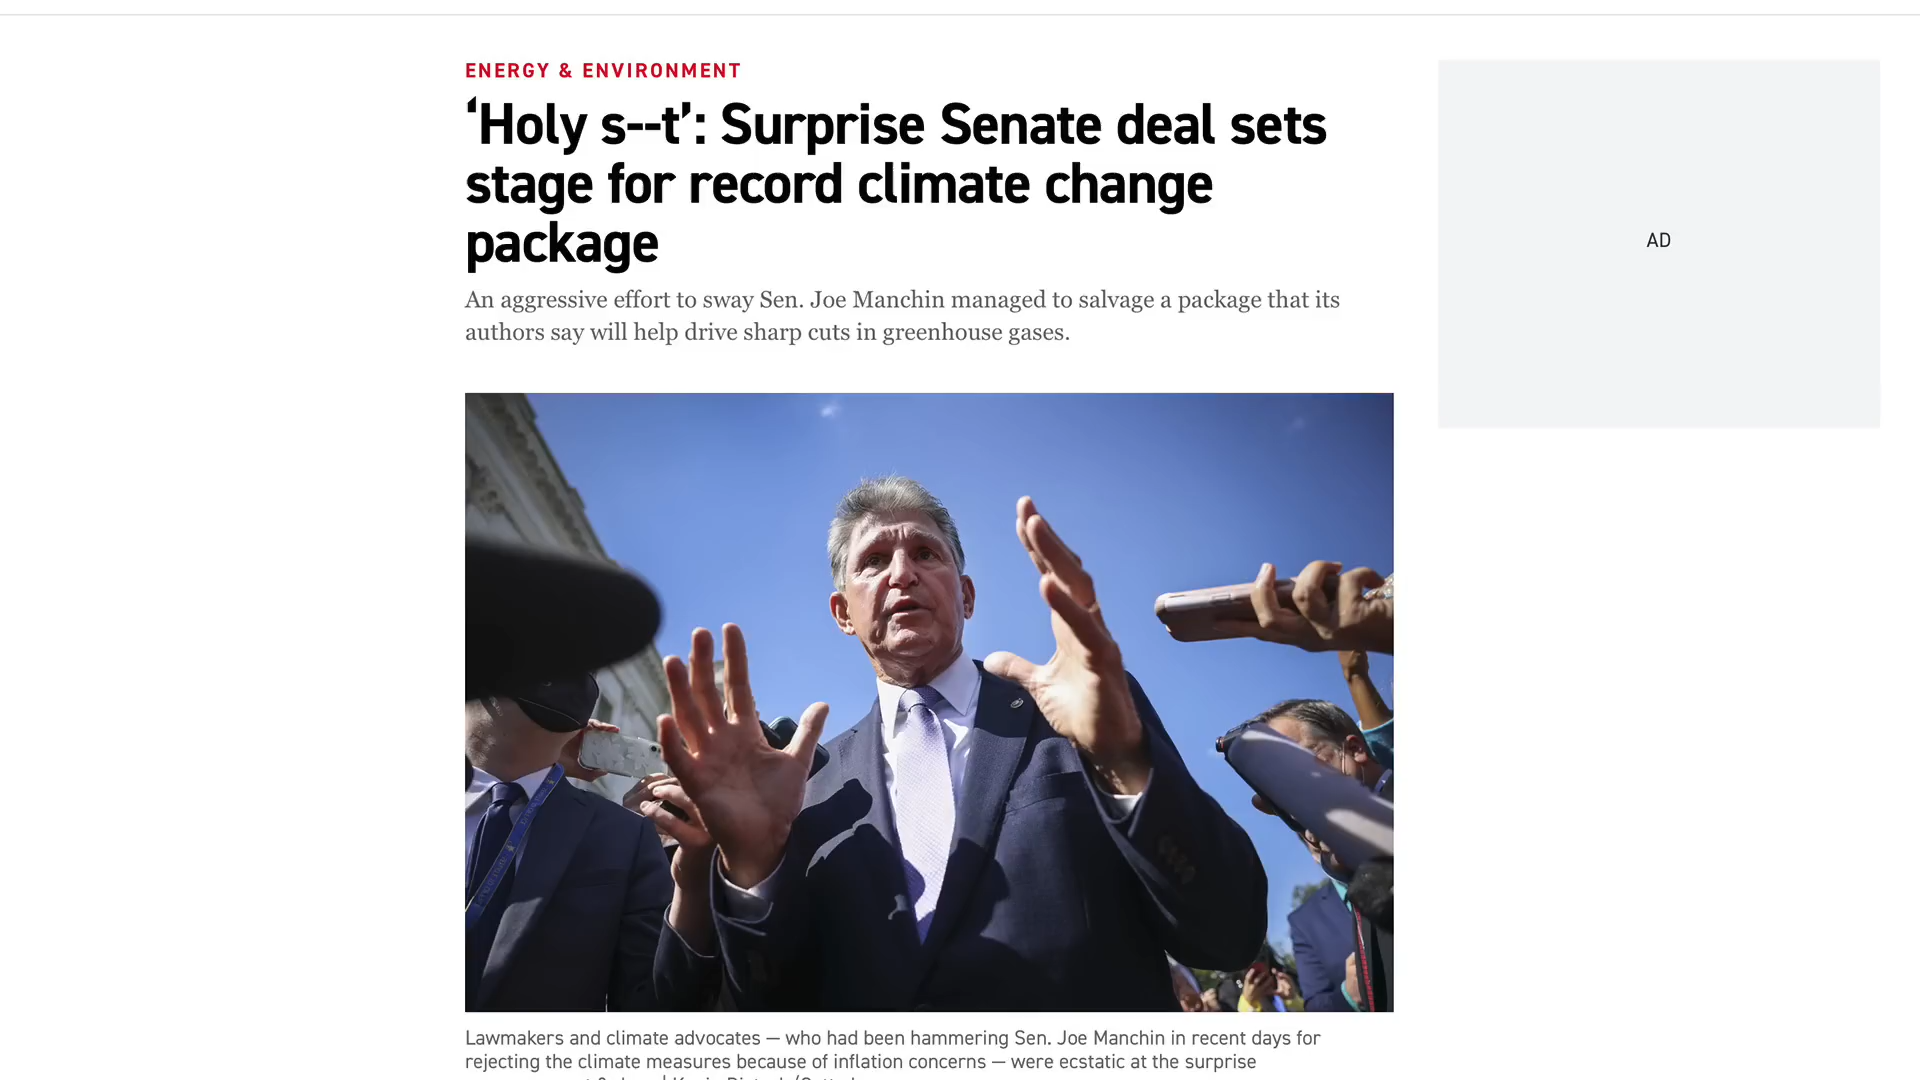 ENERGY & ENVIRONMENT
‘Holy s--t’: Surprise Senate deal sets
stage for record climate change
package
An aggressive effort to sway Sen. Joe Manchin managed to salvage a package that its
authors say will help drive sharp cuts in greenhouse gases.
AD
Lawmakers and climate advocates — who had been hammering Sen. Joe Manchin in recent days for
rejecting the climate measures because of inflation concerns — were ecstatic at the surprise